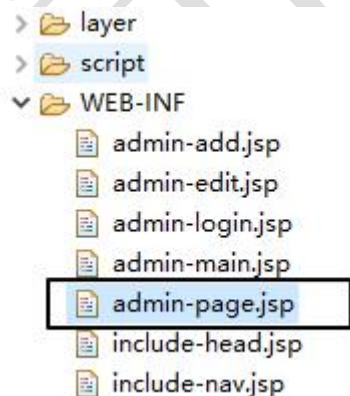 layer
script
WEB-INF
admin-add.jsp
admin-edit.jsp
admin-login.jsp
admin-main.jsp
admin-page.jsp
include-head.jsp
include-nav.jsp